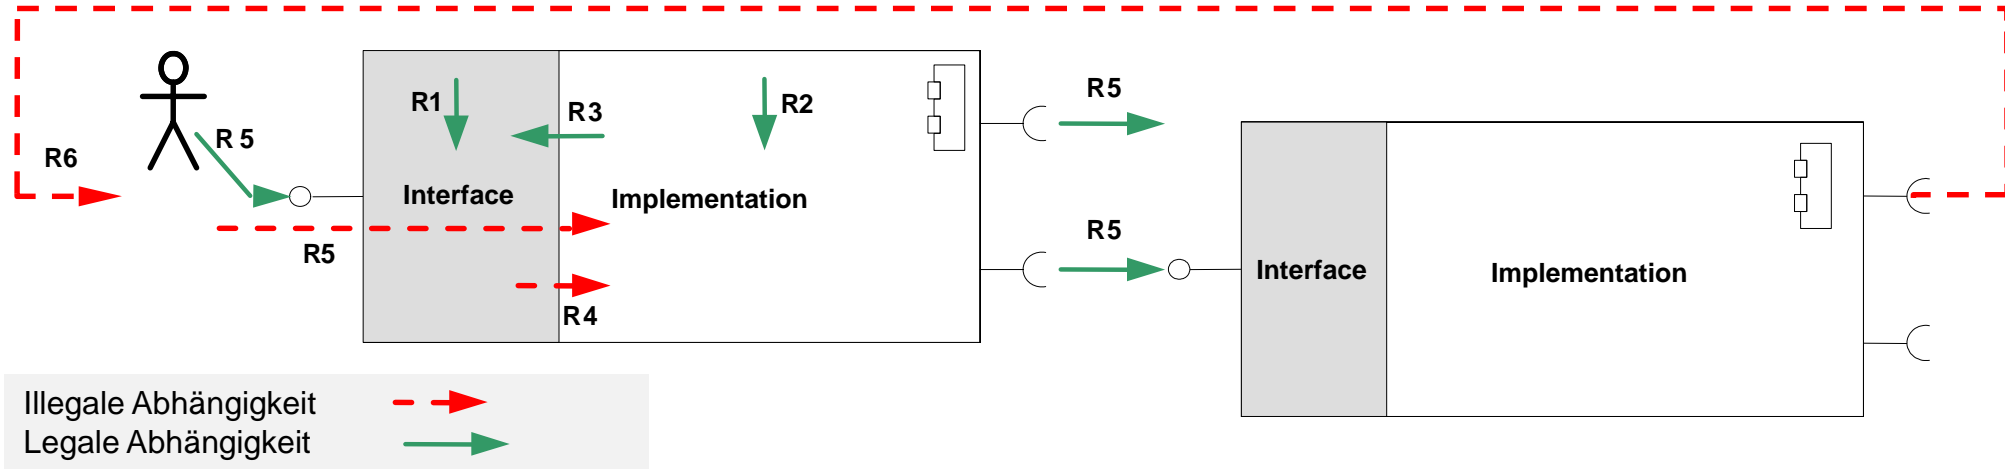 R5
R1
R3
R2
R 5
R6
Interface
Implementation
R5
R5
R4
Interface
Implementation
Illegale Abhängigkeit
Legale Abhängigkeit